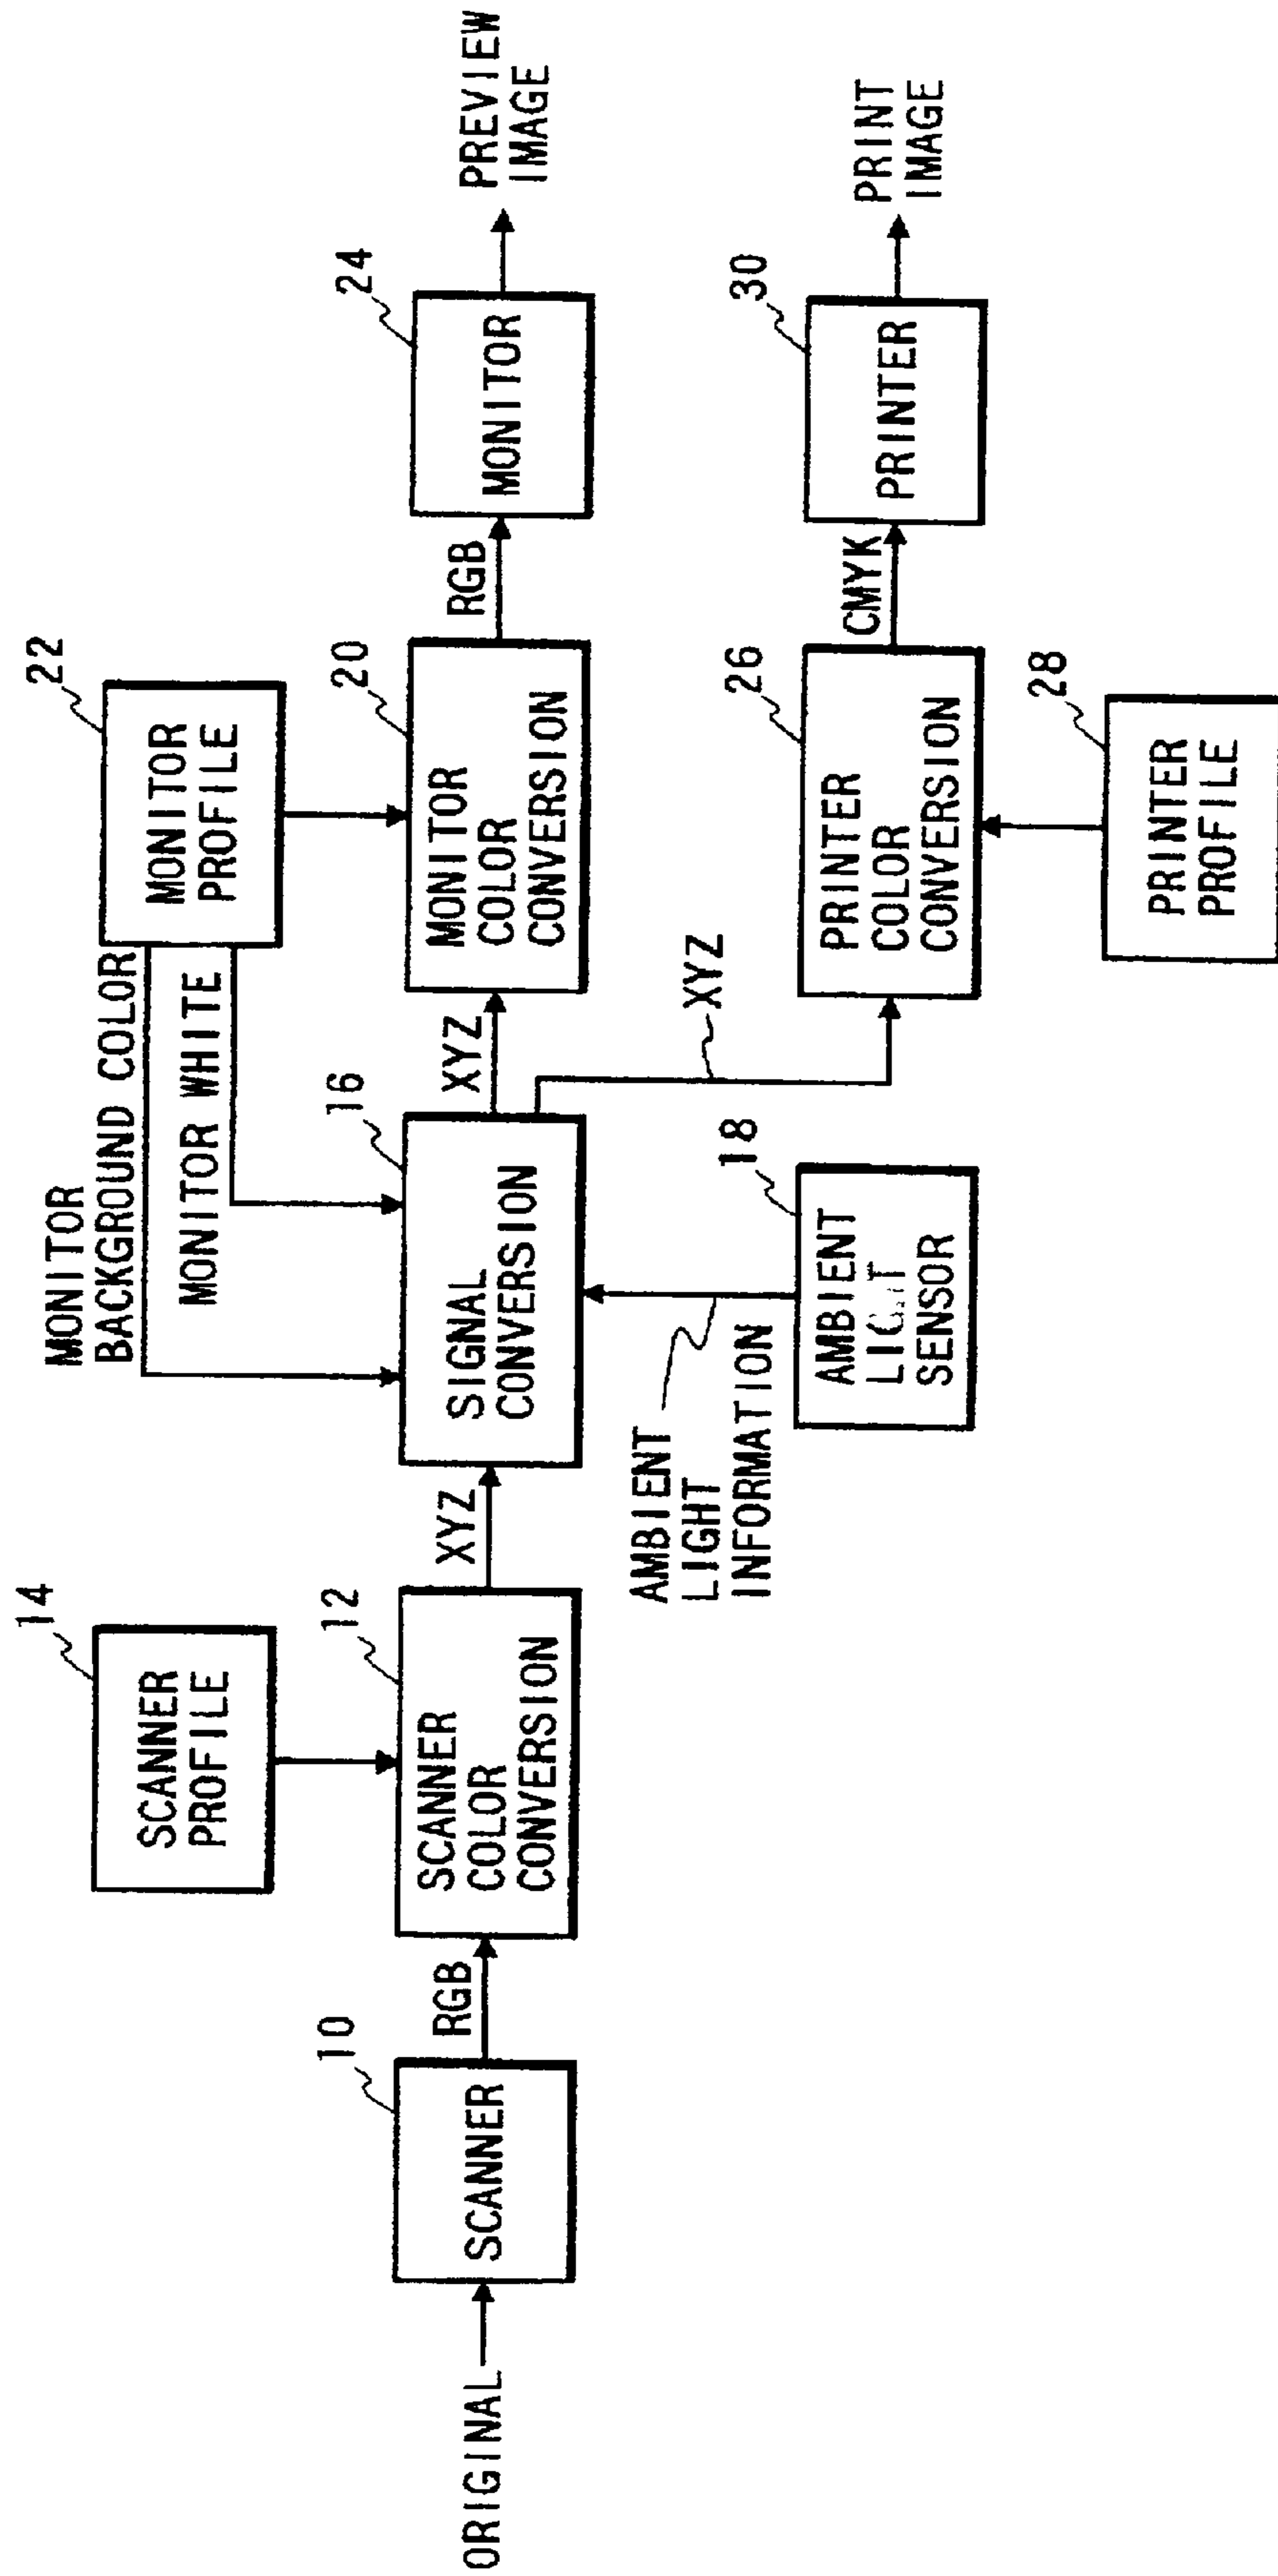 ORIGINAL
10
SCANNER
RGB
14
SCANNER
PROFILE
12
SCANNER
COLOR
CONVERSION
XYZ
MONITOR
BACKGROUND COLOR
MONITOR WHITE
16
SIGNAL
CONVERSION
AMBIENT
LIGHT
INFORMATION
18
AMBIENT
LIGHT
SENSOR
XYZ
XYZ
22
MONITOR
PROFILE
20
MONITOR
COLOR
CONVERSION
RGB
24
MONITOR
PREVIEW
IMAGE
26
PRINTER
COLOR
CONVERSION
28
PRINTER
PROFILE
CMYK
30
PRINTER
PRINT
IMAGE